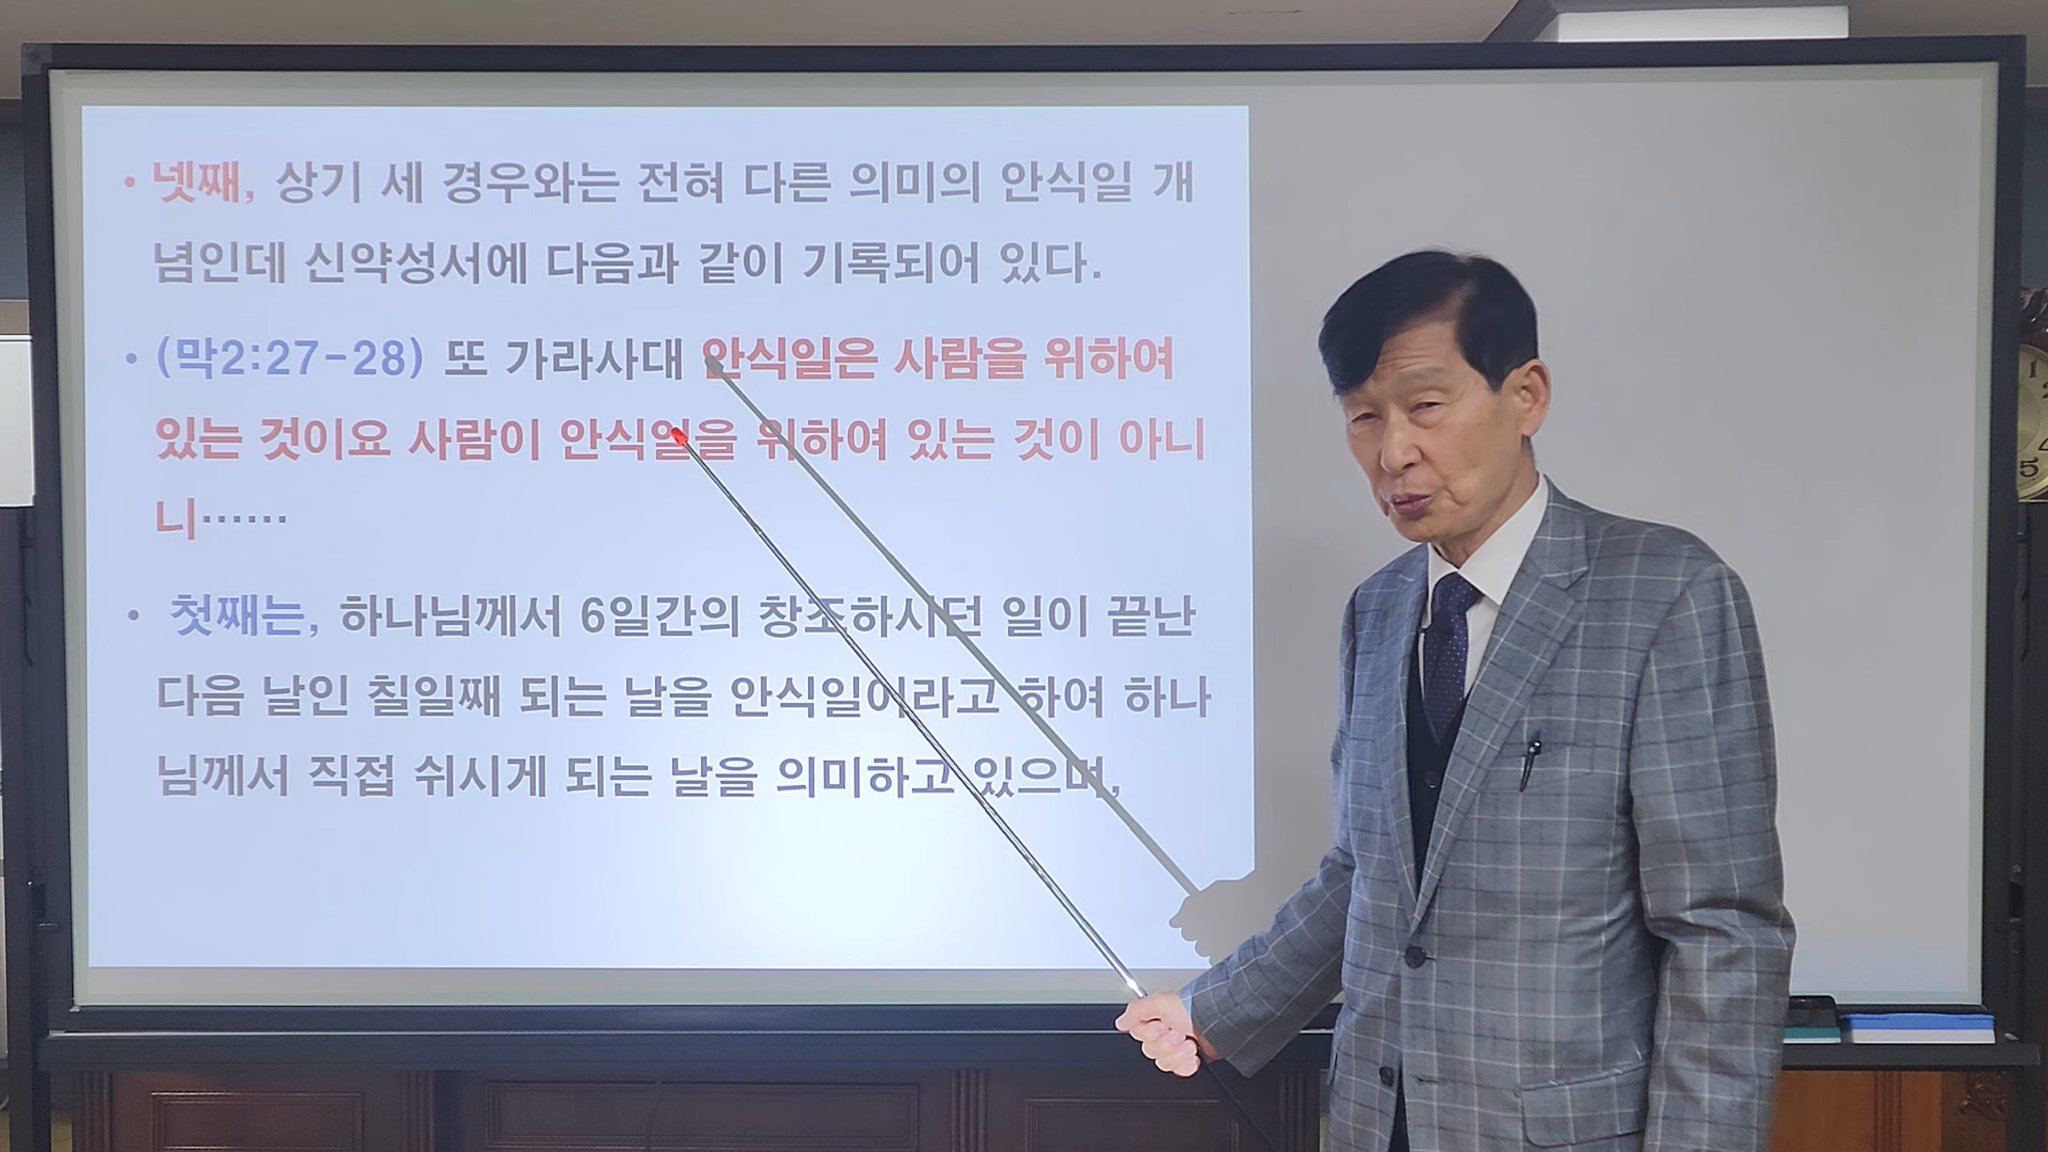 • 넷째, 상기 세 경우와는 전혀 다른 의미의 안식일 개
념인데 신약성서에 다음과 같이 기록되어 있다.
• (막2:27-28) 또 가라사대 안식일은 사람을 위하여
있는 것이요 사람이 안식일을 위하여 있는 것이 아니
니……
• 첫째는, 하나님께서 6일간의 창조하시던 일이 끝난
다음 날인 칠일째 되는 날을 안식일이라고 하여 하나
님께서 직접 쉬시게 되는 날을 의미하고 있으며,
1
2
4
5